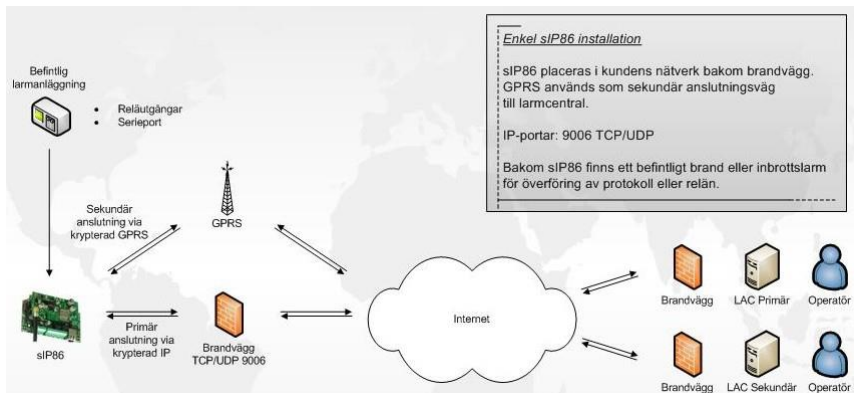 Enkel sIP86 installation
sIP86 placeras i kundens nätverk bakom brandvägg.
GPRS används som sekundär anslutningsväg
till larmcentral.
IP-portar: 9006 TCP/UDP
Bakom sIP86 finns ett befintligt brand eller inbrottslarm
för överföring av protokoll eller relän.
Befintlig
larmanläggning
• Reläutgångar
• Serieport
Sekundär
anslutning via
krypterad GPRS
GPRS
sIP86
Primär
anslutning via
krypterad IP
Brandvägg
TCP/UDP 9006
Internet
Brandvägg
LAC Primär
Operatör
Brandvägg
LAC Sekundär
Operatör